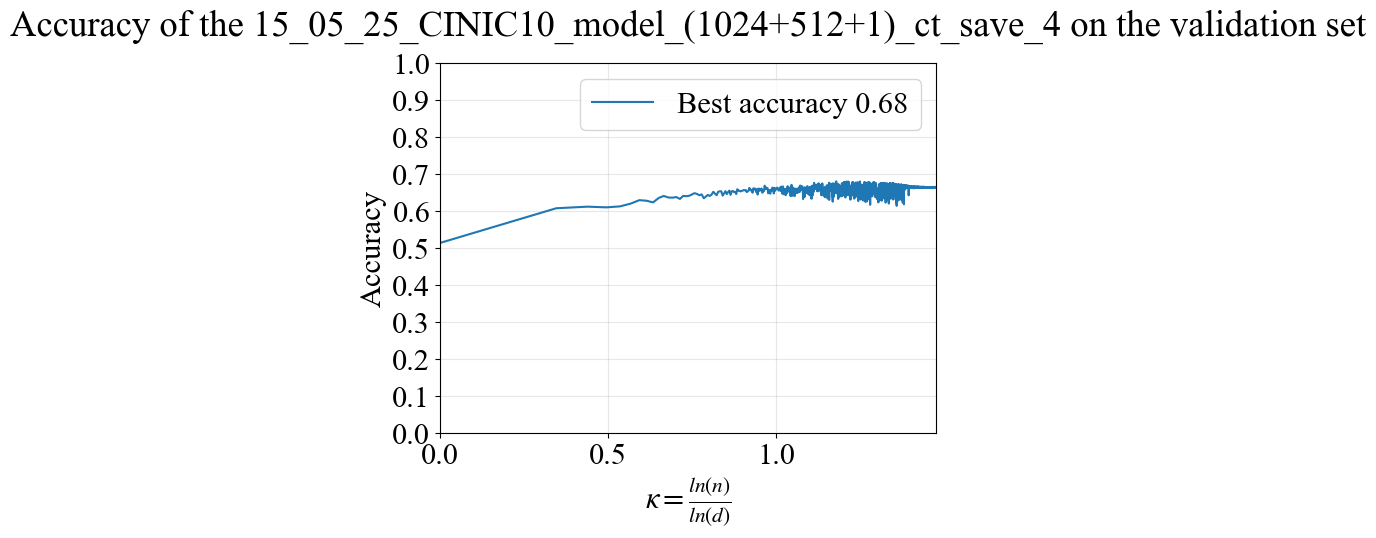 Accuracy of the 15_05_25_CINIC10_model_(1024+512+1)_ct_save_4 on the validation set
Best accuracy 0.68
Accuracy
1.0
0.9
0.8
0.7
0.6
0.5
0.4
0.3
0.2
0.1
0.0
0.0 0.5 1.0
κ = ln(n) / ln(d)